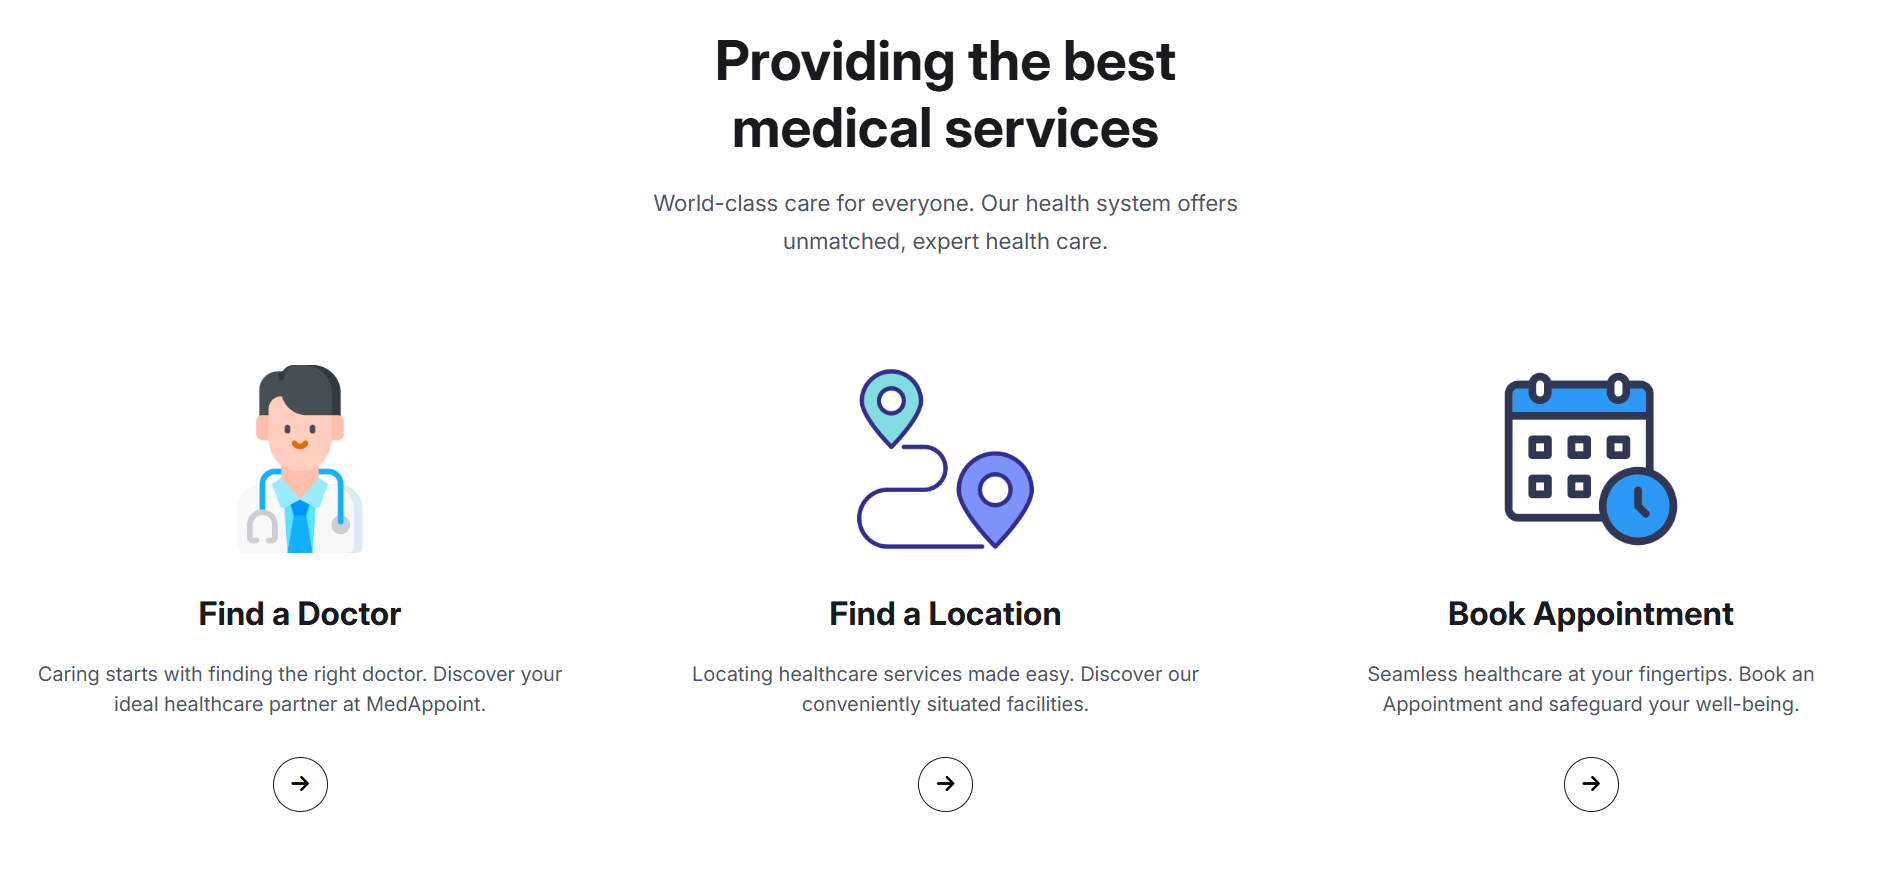 Providing the best
medical services
World-class care for everyone. Our health system offers
unmatched, expert health care.
Find a Doctor
Caring starts with finding the right doctor. Discover your
ideal healthcare partner at MedAppoint.
Find a Location
Locating healthcare services made easy. Discover our
conveniently situated facilities.
Book Appointment
Seamless healthcare at your fingertips. Book an
Appointment and safeguard your well-being.